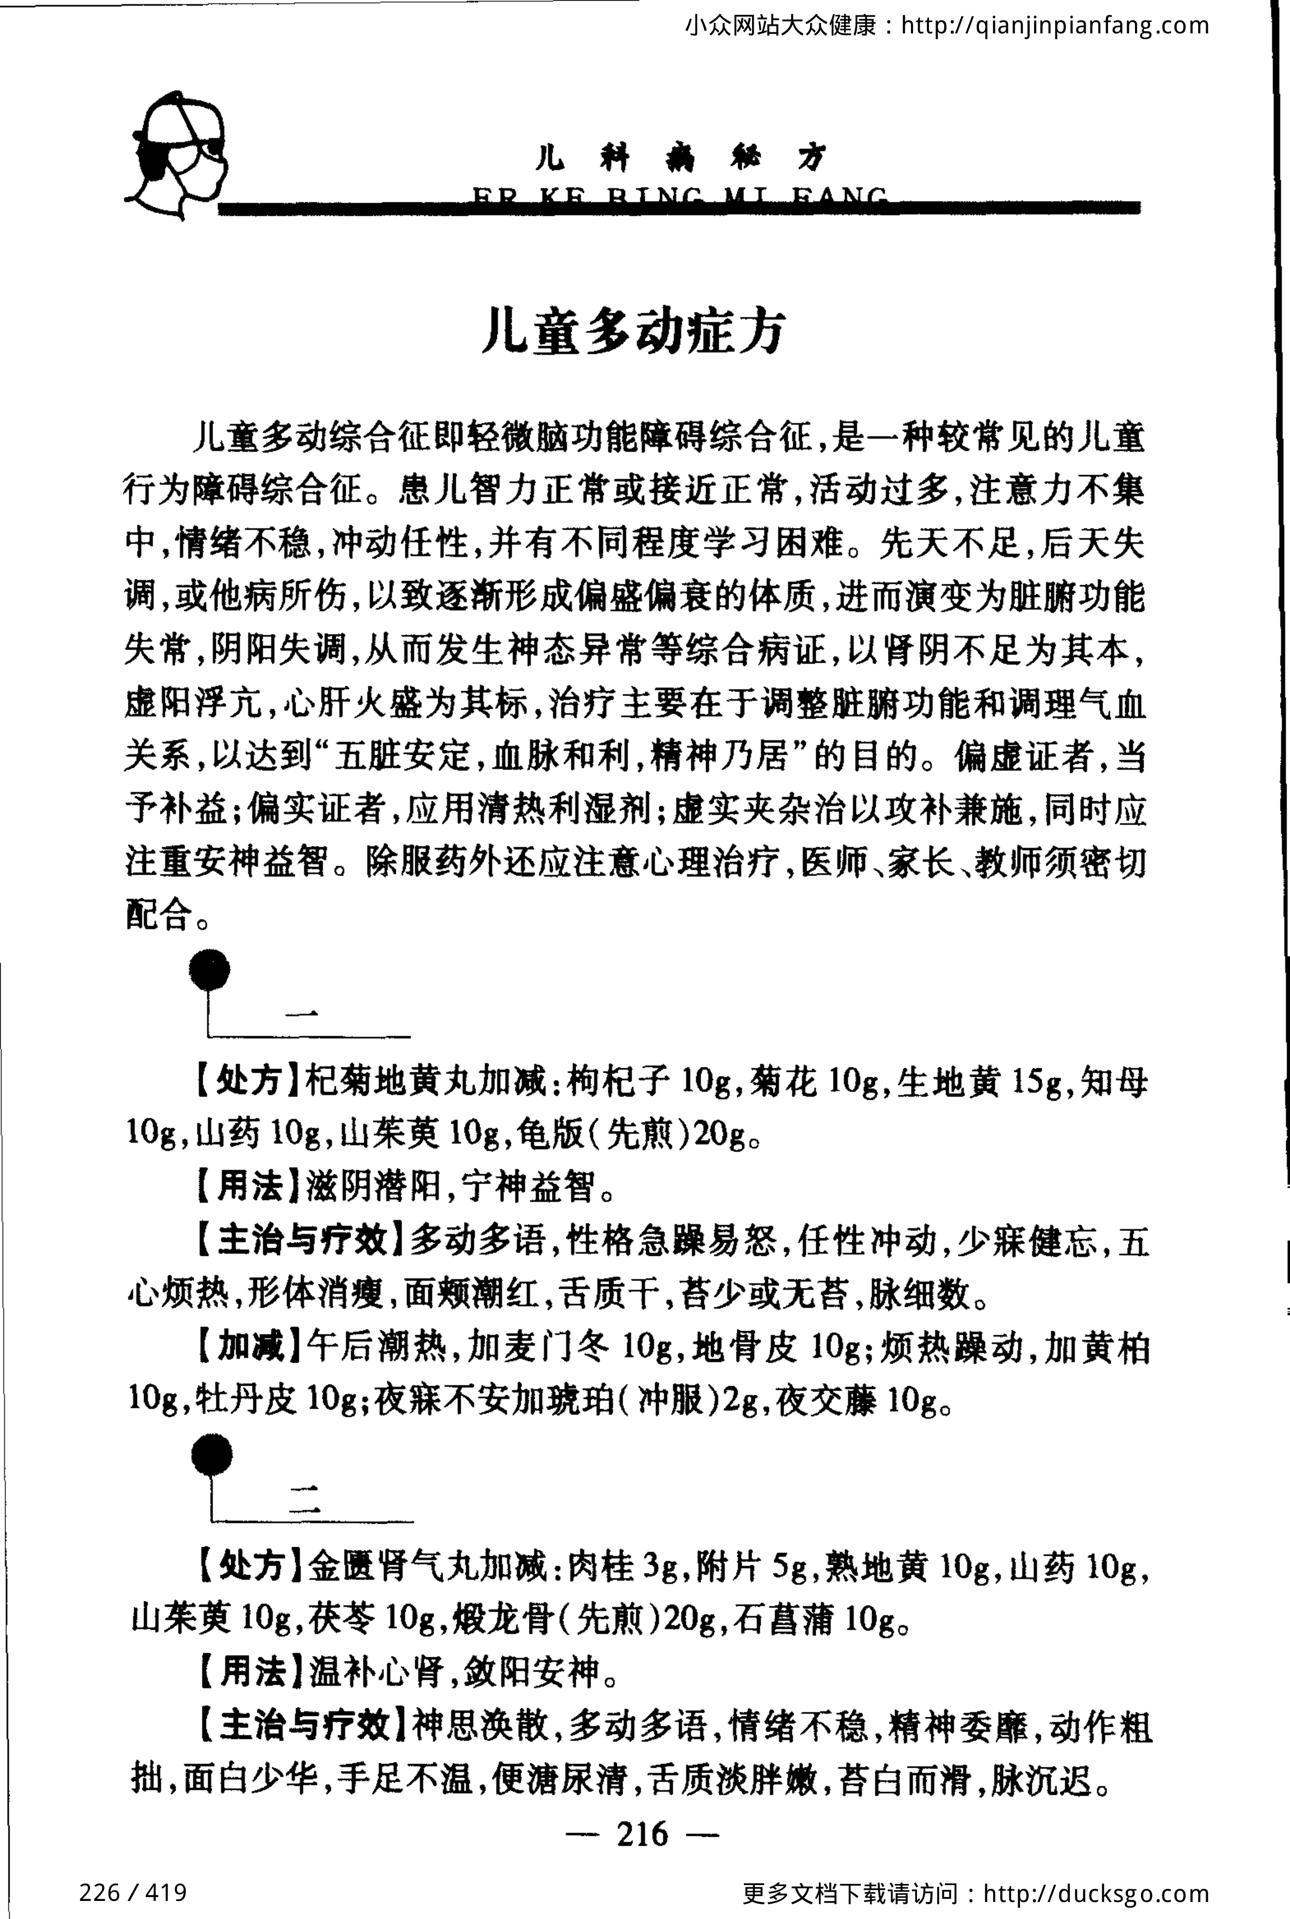 小众网站大众健康：http://qianjinpianfang.com
儿科病秘方
ER KE BING MI FANG
儿童多动症方
儿童多动综合征即轻微脑功能障碍综合征,是一种较常见的儿童
行为障碍综合征。患儿智力正常或接近正常,活动过多,注意力不集
中,情绪不稳,冲动任性,并有不同程度学习困难。先天不足,后天失
调,或他病所伤,以致逐渐形成偏盛偏衰的体质,进而演变为脏腑功能
失常,阴阳失调,从而发生神态异常等综合病证,以肾阴不足为其本,
虚阳浮亢,心肝火盛为其标,治疗主要在于调整脏腑功能和调理气血
关系,以达到“五脏安定,血脉和利,精神乃居”的目的。偏虚证者,当
予补益;偏实证者,应用清热利湿剂;虚实夹杂治以攻补兼施,同时应
注重安神益智。除服药外还应注意心理治疗,医师、家长、教师须密切
配合。
一
【处方】杞菊地黄丸加减:枸杞子 10g,菊花 10g,生地黄 15g,知母
10g,山药 10g,山茱萸 10g,龟版(先煎)20g。
【用法】滋阴潜阳,宁神益智。
【主治与疗效】多动多语,性格急躁易怒,任性冲动,少寐健忘,五
心烦热,形体消瘦,面颊潮红,舌质干,苔少或无苔,脉细数。
【加减】午后潮热,加麦门冬 10g,地骨皮 10g;烦热躁动,加黄柏
10g,牡丹皮 10g;夜寐不安加琥珀(冲服)2g,夜交藤 10g。
二
【处方】金匮肾气丸加减:肉桂 3g,附片 5g,熟地黄 10g,山药 10g,
山茱萸 10g,茯苓 10g,煅龙骨(先煎)20g,石菖蒲 10g。
【用法】温补心肾,敛阳安神。
【主治与疗效】神思涣散,多动多语,情绪不稳,精神委靡,动作粗
拙,面白少华,手足不温,便溏尿清,舌质淡胖嫩,苔白而滑,脉沉迟。
— 216 —
226 / 419
更多文档下载请访问：http://ducksgo.com